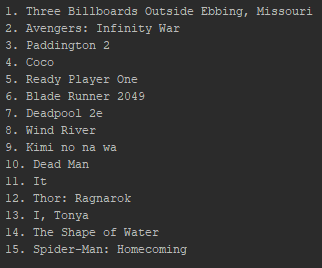 1. Three Billboards Outside Ebbing, Missouri
2. Avengers: Infinity War
3. Paddington 2
4. Coco
5. Ready Player One
6. Blade Runner 2049
7. Deadpool 2e
8. Wind River
9. Kimi no na wa
10. Dead Man
11. It
12. Thor: Ragnarok
13. I, Tonya
14. The Shape of Water
15. Spider-Man: Homecoming